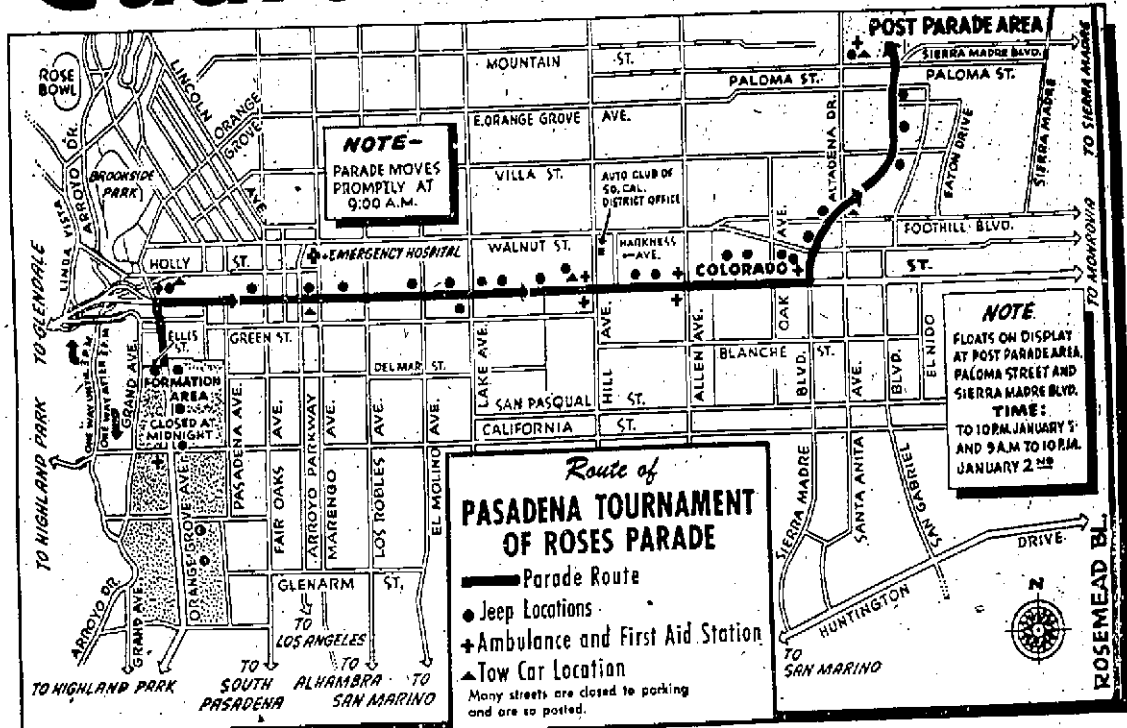 POST PARADE AREA
SIERRA MADRE BLVD.
MOUNTAIN ST.
PALOMA ST.
PALOMA ST.
ROSE
BOWL
LINCOLN
AVE.
ORANGE
GROVE
ARROYO DR.
LINDA VISTA
BROOKSIDE
PARK
NOTE-
PARADE MOVES
PROMPTLY AT
9:00 A.M.
E. ORANGE GROVE AVE.
VILLA ST.
AUTO CLUB OF
SO. CAL.
DISTRICT OFFICE
ALTADENA DR.
EATON DRIVE
SIERRA MADRE
TO SIERRA MADRE
HOLLY ST.
EMERGENCY HOSPITAL
WALNUT ST.
HARKNESS
AVE.
FOOTHILL BLVD.
COLORADO ST.
TO MONROVIA
TO GLENDALE
ELLIS
ST.
GREEN ST.
DEL MAR ST.
BLANCHE ST.
SAN PASQUAL ST.
CALIFORNIA ST.
ONE WAY UNTIL
ONE WAY AFTER
GRAND AVE.
FORMATION
AREA
CLOSED AT
MIDNIGHT
TO HIGHLAND PARK
ORANGE GROVE AVE.
PASADENA AVE.
FAIR OAKS AVE.
ARROYO PARKWAY
MARENGO AVE.
LOS ROBLES AVE.
EL MOLINO AVE.
LAKE AVE.
HILL AVE.
ALLEN AVE.
OAK AVE.
SIERRA MADRE BLVD.
SANTA ANITA AVE.
SAN GABRIEL BLVD.
EL NIDO
NOTE
FLOATS ON DISPLAY
AT POST PARADE AREA,
PALOMA STREET AND
SIERRA MADRE BLVD.
TIME:
TO 10 P.M. JANUARY
AND 9 A.M. TO 10 P.M.
JANUARY 2ND
Route of
PASADENA TOURNAMENT
OF ROSES PARADE
Parade Route
Jeep Locations
Ambulance and First Aid Station
Tow Car Location
Many streets are closed to parking
and are so posted.
HUNTINGTON DRIVE
TO
SAN MARINO
N
ROSEMEAD BL.
GLENARM ST.
ARROYO DR.
GRAND AVE.
TO HIGHLAND PARK
TO
SOUTH
PASADENA
TO
LOS ANGELES
TO
ALHAMBRA
TO
SAN MARINO